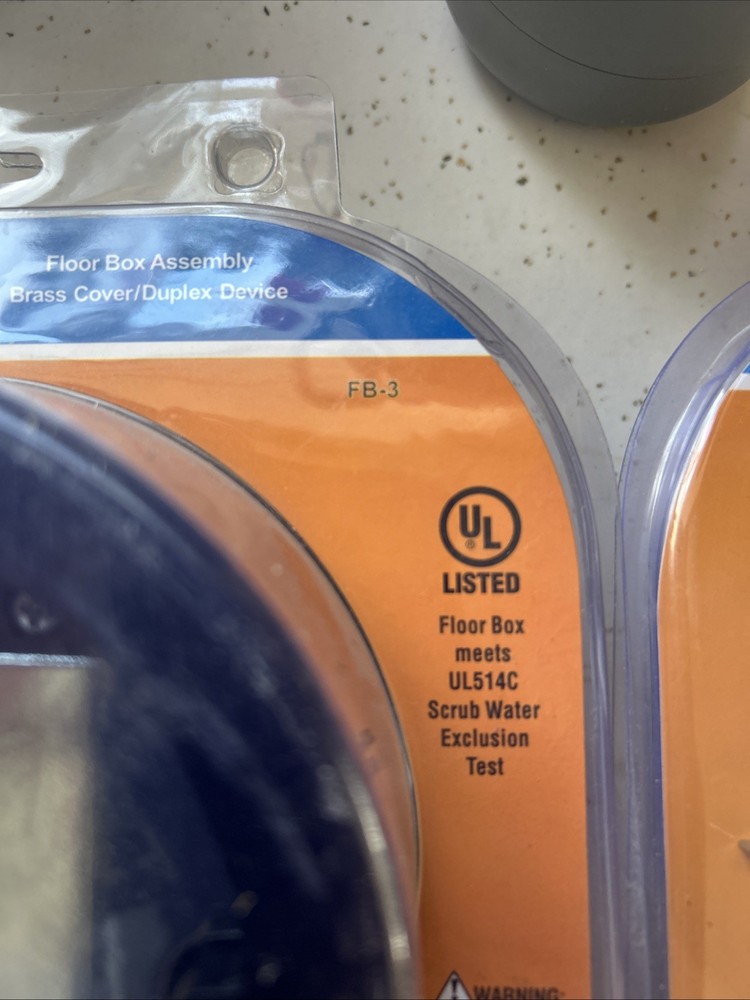 Floor Box Assembly
Brass Cover/Duplex Device
FB-3
UL
®
LISTED
Floor Box
meets
UL514C
Scrub Water
Exclusion
Test
WARNING: